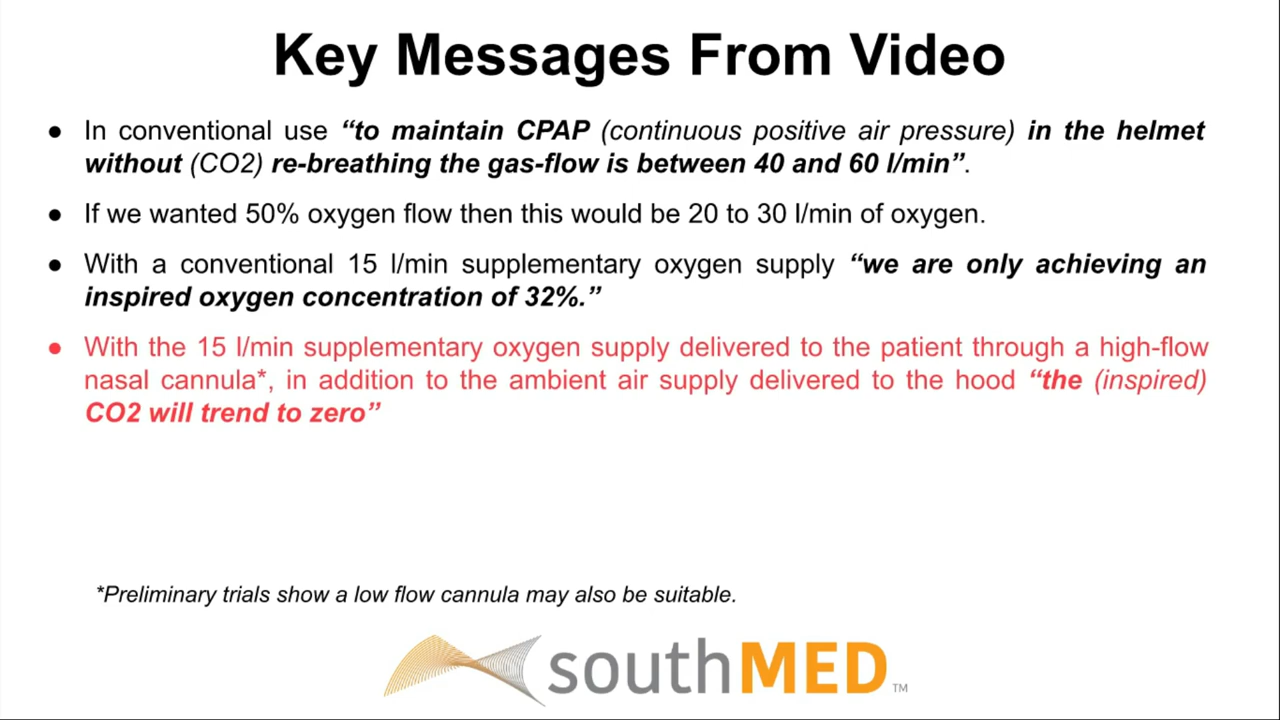 Key Messages From Video
● In conventional use “to maintain CPAP (continuous positive air pressure) in the helmet
without (CO2) re-breathing the gas-flow is between 40 and 60 l/min”.
● If we wanted 50% oxygen flow then this would be 20 to 30 l/min of oxygen.
● With a conventional 15 l/min supplementary oxygen supply “we are only achieving an
inspired oxygen concentration of 32%.”
● With the 15 l/min supplementary oxygen supply delivered to the patient through a high-flow
nasal cannula*, in addition to the ambient air supply delivered to the hood “the (inspired)
CO2 will trend to zero”
*Preliminary trials show a low flow cannula may also be suitable.
southMED™